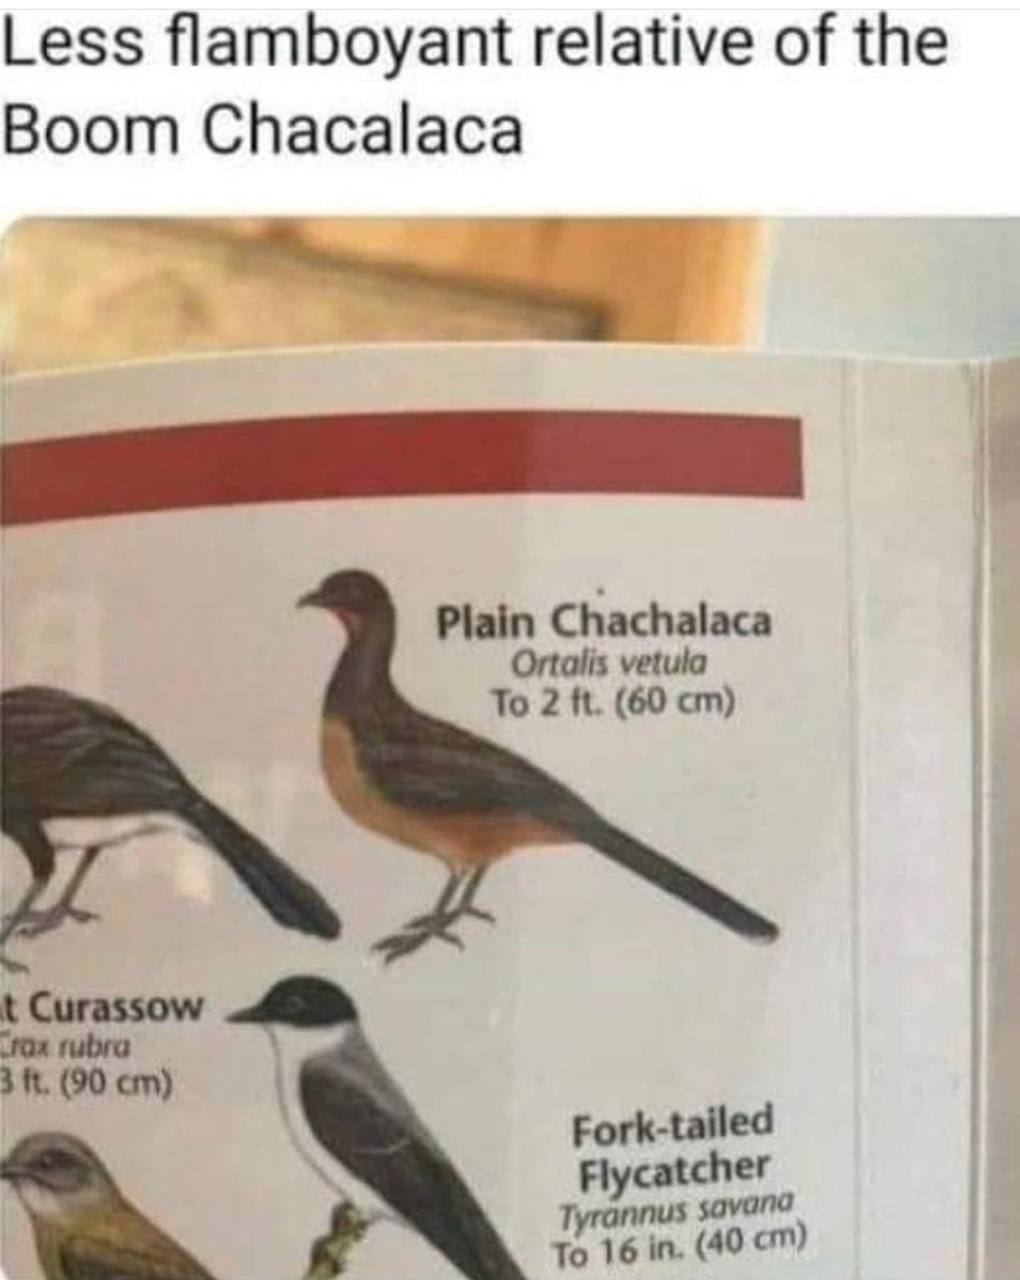 Less flamboyant relative of the
Boom Chacalaca
Plain Chachalaca
Ortalis vetula
To 2 ft. (60 cm)
t Curassow
Crax rubra
3 ft. (90 cm)
Fork-tailed
Flycatcher
Tyrannus savana
To 16 in. (40 cm)